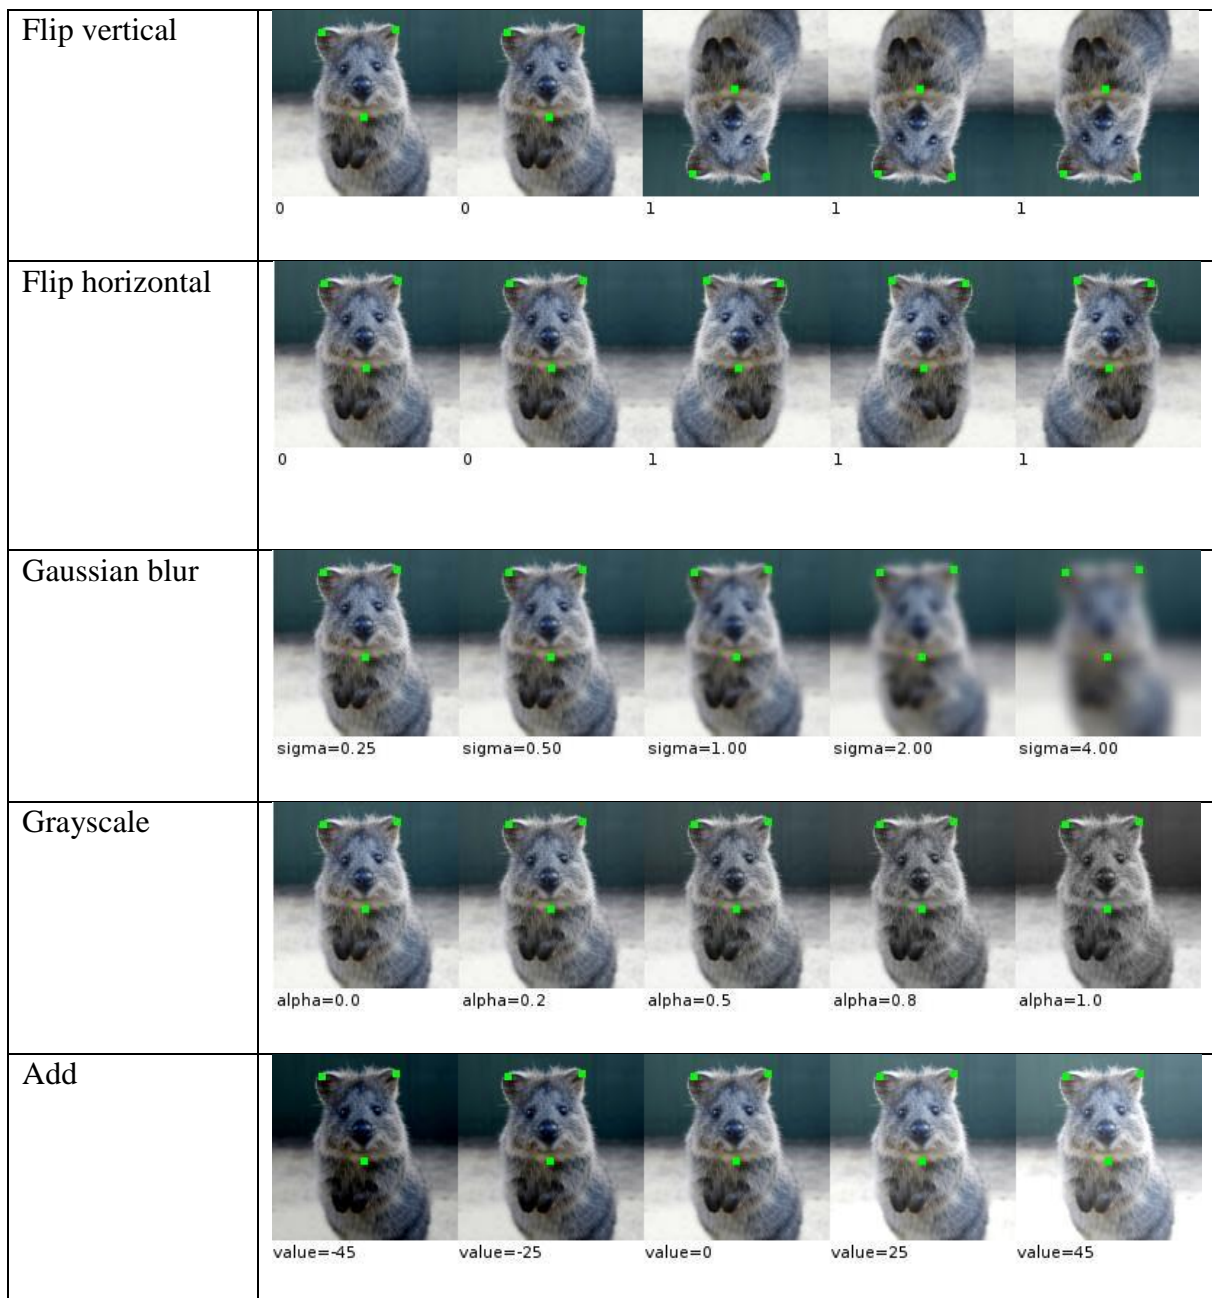 Flip vertical
0 0 1 1 1
Flip horizontal
0 0 1 1 1
Gaussian blur
sigma=0.25 sigma=0.50 sigma=1.00 sigma=2.00 sigma=4.00
Grayscale
alpha=0.0 alpha=0.2 alpha=0.5 alpha=0.8 alpha=1.0
Add
value=-45 value=-25 value=0 value=25 value=45